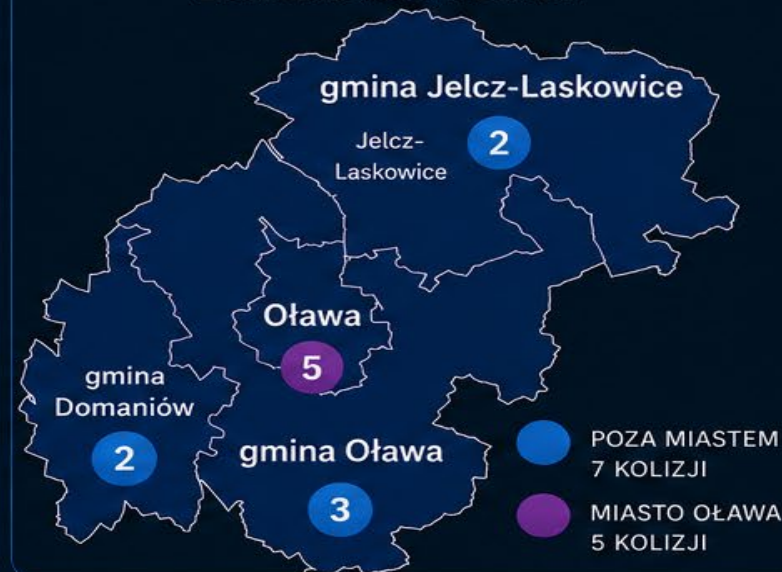 gmina Jelcz-Laskowice
2
Jelcz-
Laskowice
Oława
5
gmina
Domaniów
2
gmina Oława
3
POZA MIASTEM
7 KOLIZJI
MIASTO OŁAWA
5 KOLIZJI